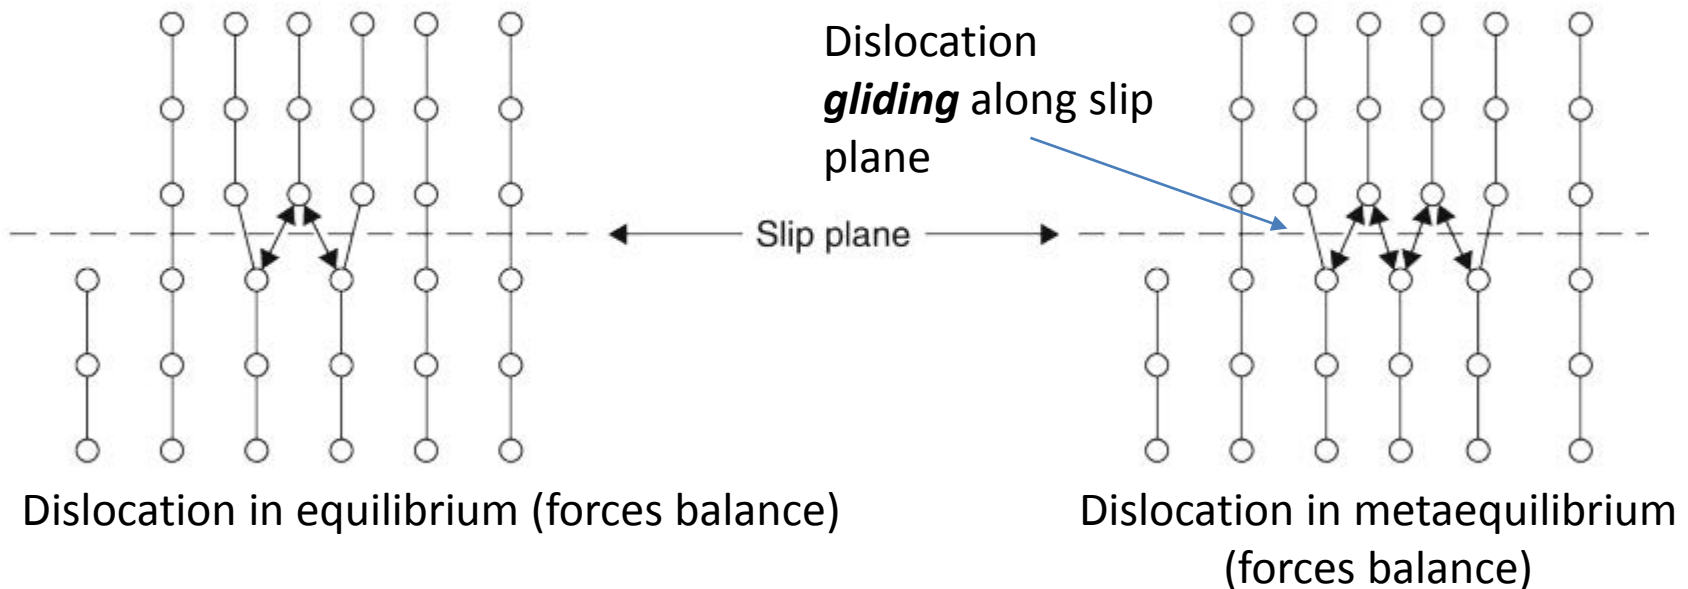 Dislocation
gliding along slip
plane
Slip plane
Dislocation in equilibrium (forces balance)
Dislocation in metaequilibrium
(forces balance)